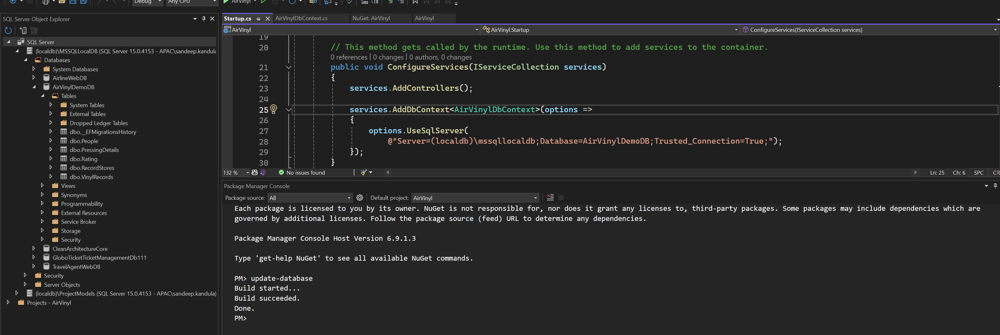 Debug
Any CPU
AirVinyl
SQL Server Object Explorer
SQL Server
(localdb)\MSSQLLocalDB (SQL Server 15.0.4153 - APAC\sandeep.kandula
Databases
System Databases
AirlineWebDB
AirVinylDemoDB
Tables
System Tables
External Tables
Dropped Ledger Tables
dbo.__EFMigrationsHistory
dbo.People
dbo.PressingDetails
dbo.Rating
dbo.RecordStores
dbo.VinylRecords
Views
Synonyms
Programmability
External Resources
Service Broker
Storage
Security
CleanArchitectureCore
GloboTicketTicketManagementDb111
TravelAgentWebDB
Security
Server Objects
(localdb)\ProjectModels (SQL Server 15.0.4153 - APAC\sandeep.kandula)
Projects - AirVinyl
Startup.cs
AirVinylDbContext.cs
NuGet: AirVinyl
AirVinyl
AirVinyl
AirVinyl.Startup
ConfigureServices(IServiceCollection services)
19
20 // This method gets called by the runtime. Use this method to add services to the container.
0 references | 0 changes | 0 authors, 0 changes
21 public void ConfigureServices(IServiceCollection services)
22 {
23 services.AddControllers();
24
25 services.AddDbContext<AirVinylDbContext>(options =>
26 {
27 options.UseSqlServer(
28 @"Server=(localdb)\mssqllocaldb;Database=AirVinylDemoDB;Trusted_Connection=True;");
29 });
30 }
132 %
No issues found
Ln: 25
Ch: 6
SPC
CR
Package Manager Console
Package source: All
Default project: AirVinyl
Each package is licensed to you by its owner. NuGet is not responsible for, nor does it grant any licenses to, third-party packages. Some packages may include dependencies which are
governed by additional licenses. Follow the package source (feed) URL to determine any dependencies.
Package Manager Console Host Version 6.9.1.3
Type 'get-help NuGet' to see all available NuGet commands.
PM> update-database
Build started...
Build succeeded.
Done.
PM>